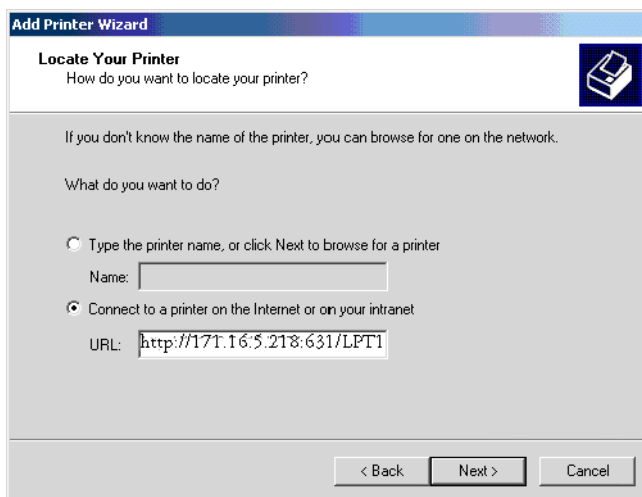 Add Printer Wizard
Locate Your Printer
How do you want to locate your printer?
If you don't know the name of the printer, you can browse for one on the network.
What do you want to do?
Type the printer name, or click Next to browse for a printer
Name:
Connect to a printer on the Internet or on your intranet
URL: http://171.16.5.218:631/LPT1
< Back Next > Cancel